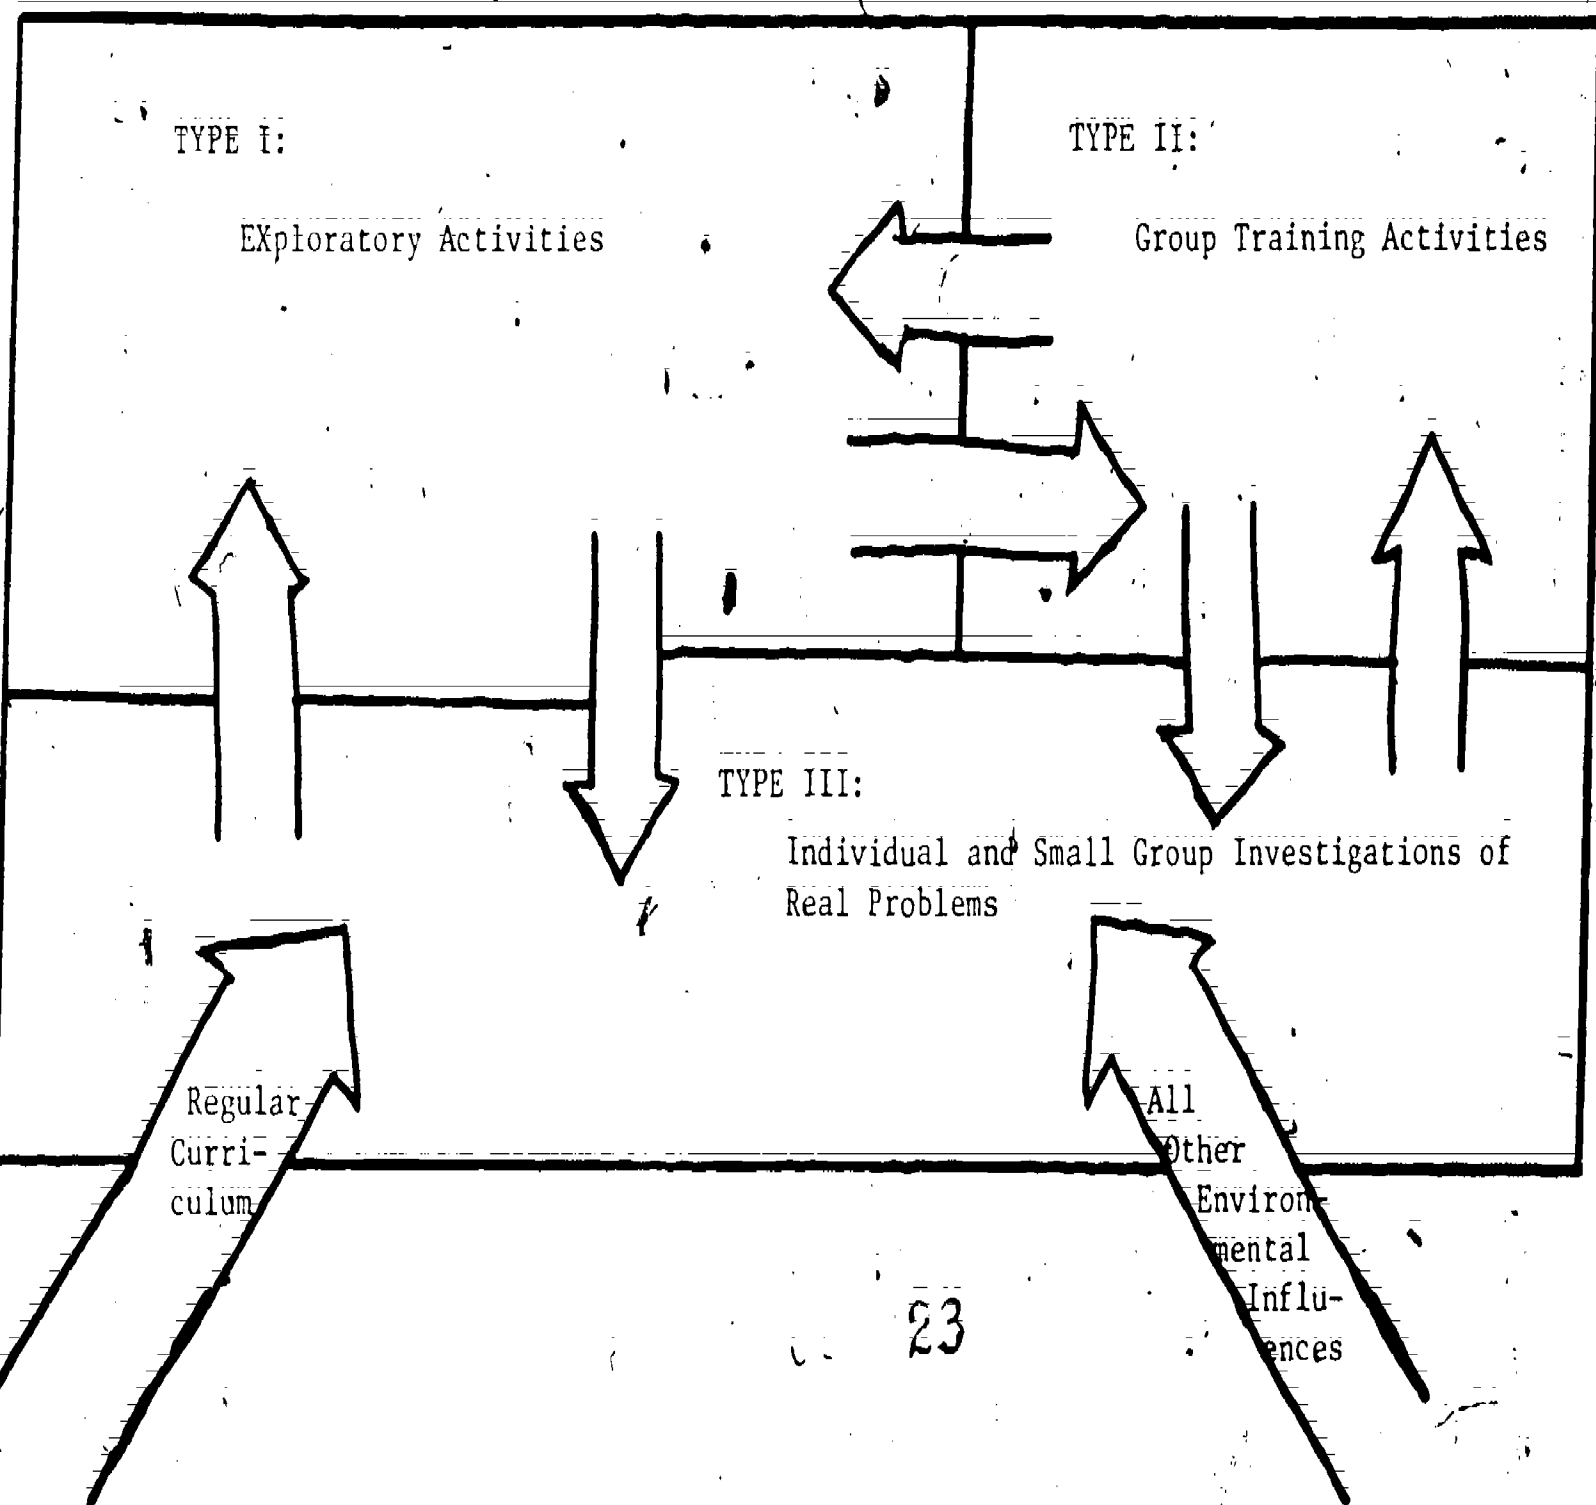 TYPE I:
EXploratory Activities
TYPE II:
Group Training Activities
TYPE III:
Individual and Small Group Investigations of
Real Problems
Regular
Curri-
culum
All
Other
Environ-
mental
Influ-
ences
23